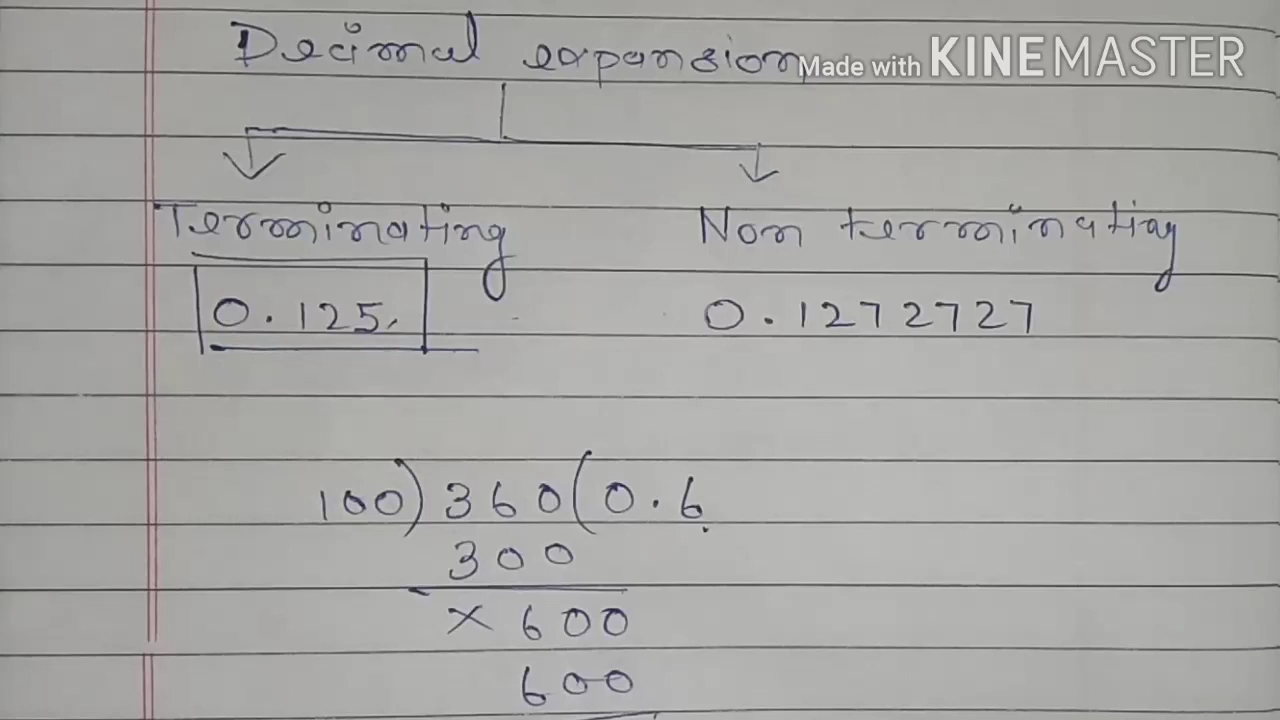 Decimal expansion
Made with KINEMASTER
Terminating Non terminating
0.125. 0.1272727
100) 360 (0.6
300
× 600
600